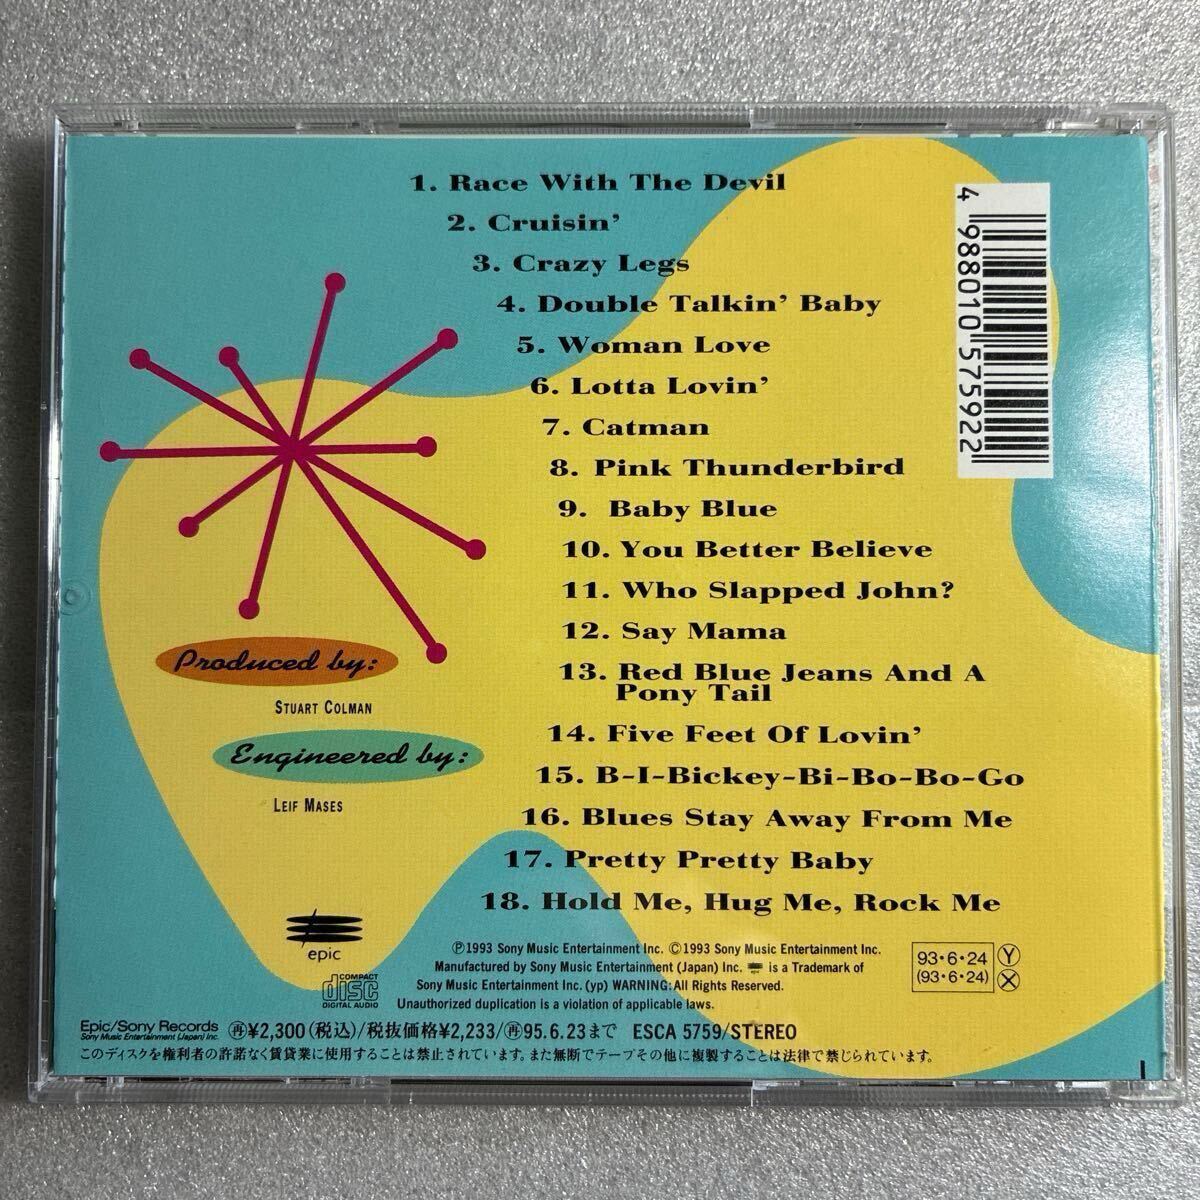 1. Race With The Devil
2. Cruisin'
3. Crazy Legs
4. Double Talkin' Baby
5. Woman Love
6. Lotta Lovin'
7. Catman
8. Pink Thunderbird
9. Baby Blue
10. You Better Believe
11. Who Slapped John?
12. Say Mama
13. Red Blue Jeans And A
Pony Tail
14. Five Feet Of Lovin'
15. B-I-Bickey-Bi-Bo-Bo-Go
16. Blues Stay Away From Me
17. Pretty Pretty Baby
18. Hold Me, Hug Me, Rock Me
4 988010 575922
Produced by:
STUART COLMAN
Engineered by:
LEIF MASES
epic
COMPACT
disc
DIGITAL AUDIO
Ⓟ1993 Sony Music Entertainment Inc. ©1993 Sony Music Entertainment Inc.
Manufactured by Sony Music Entertainment (Japan) Inc. epic is a Trademark of
Sony Music Entertainment Inc. (yp) WARNING: All Rights Reserved.
Unauthorized duplication is a violation of applicable laws.
93・6・24 Ⓨ
(93・6・24) Ⓧ
Epic/Sony Records
Sony Music Entertainment (Japan) Inc.
㊢¥2,300(税込)/税抜価格¥2,233/㊢95.6.23まで ESCA 5759/STEREO
このディスクを権利者の許諾なく賃貸業に使用することは禁止されています。また無断でテープその他に複製することは法律で禁じられています。